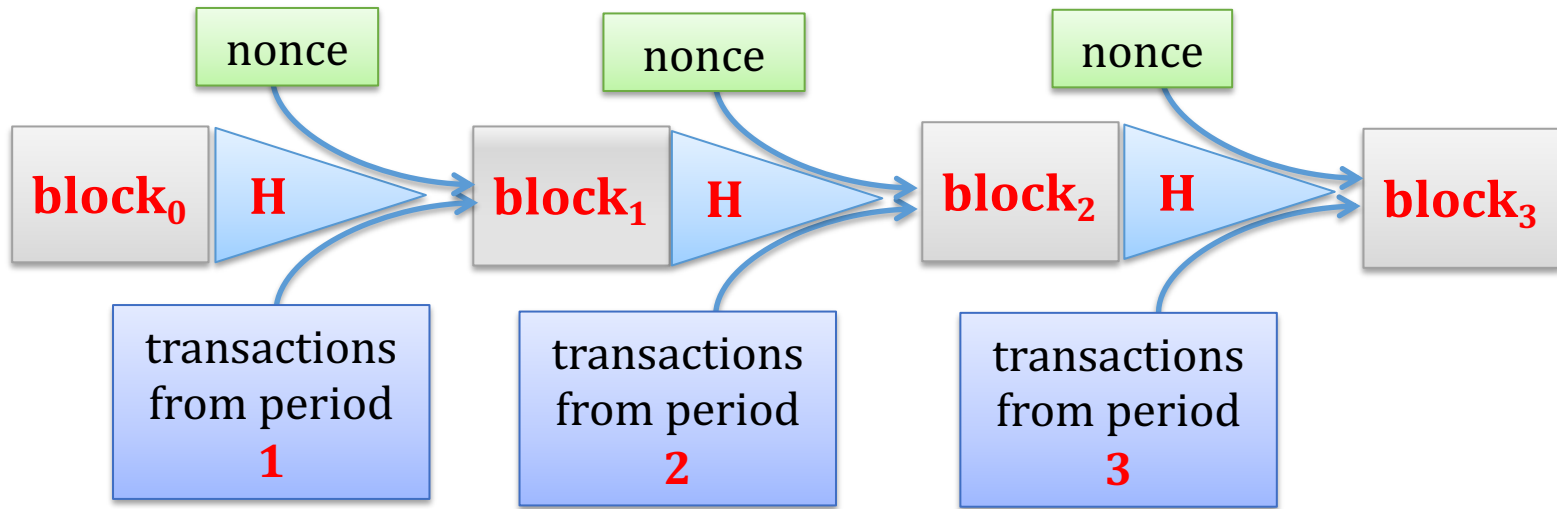 nonce
nonce
nonce
block₀
H
block₁
H
block₂
H
block₃
transactions
from period
1
transactions
from period
2
transactions
from period
3